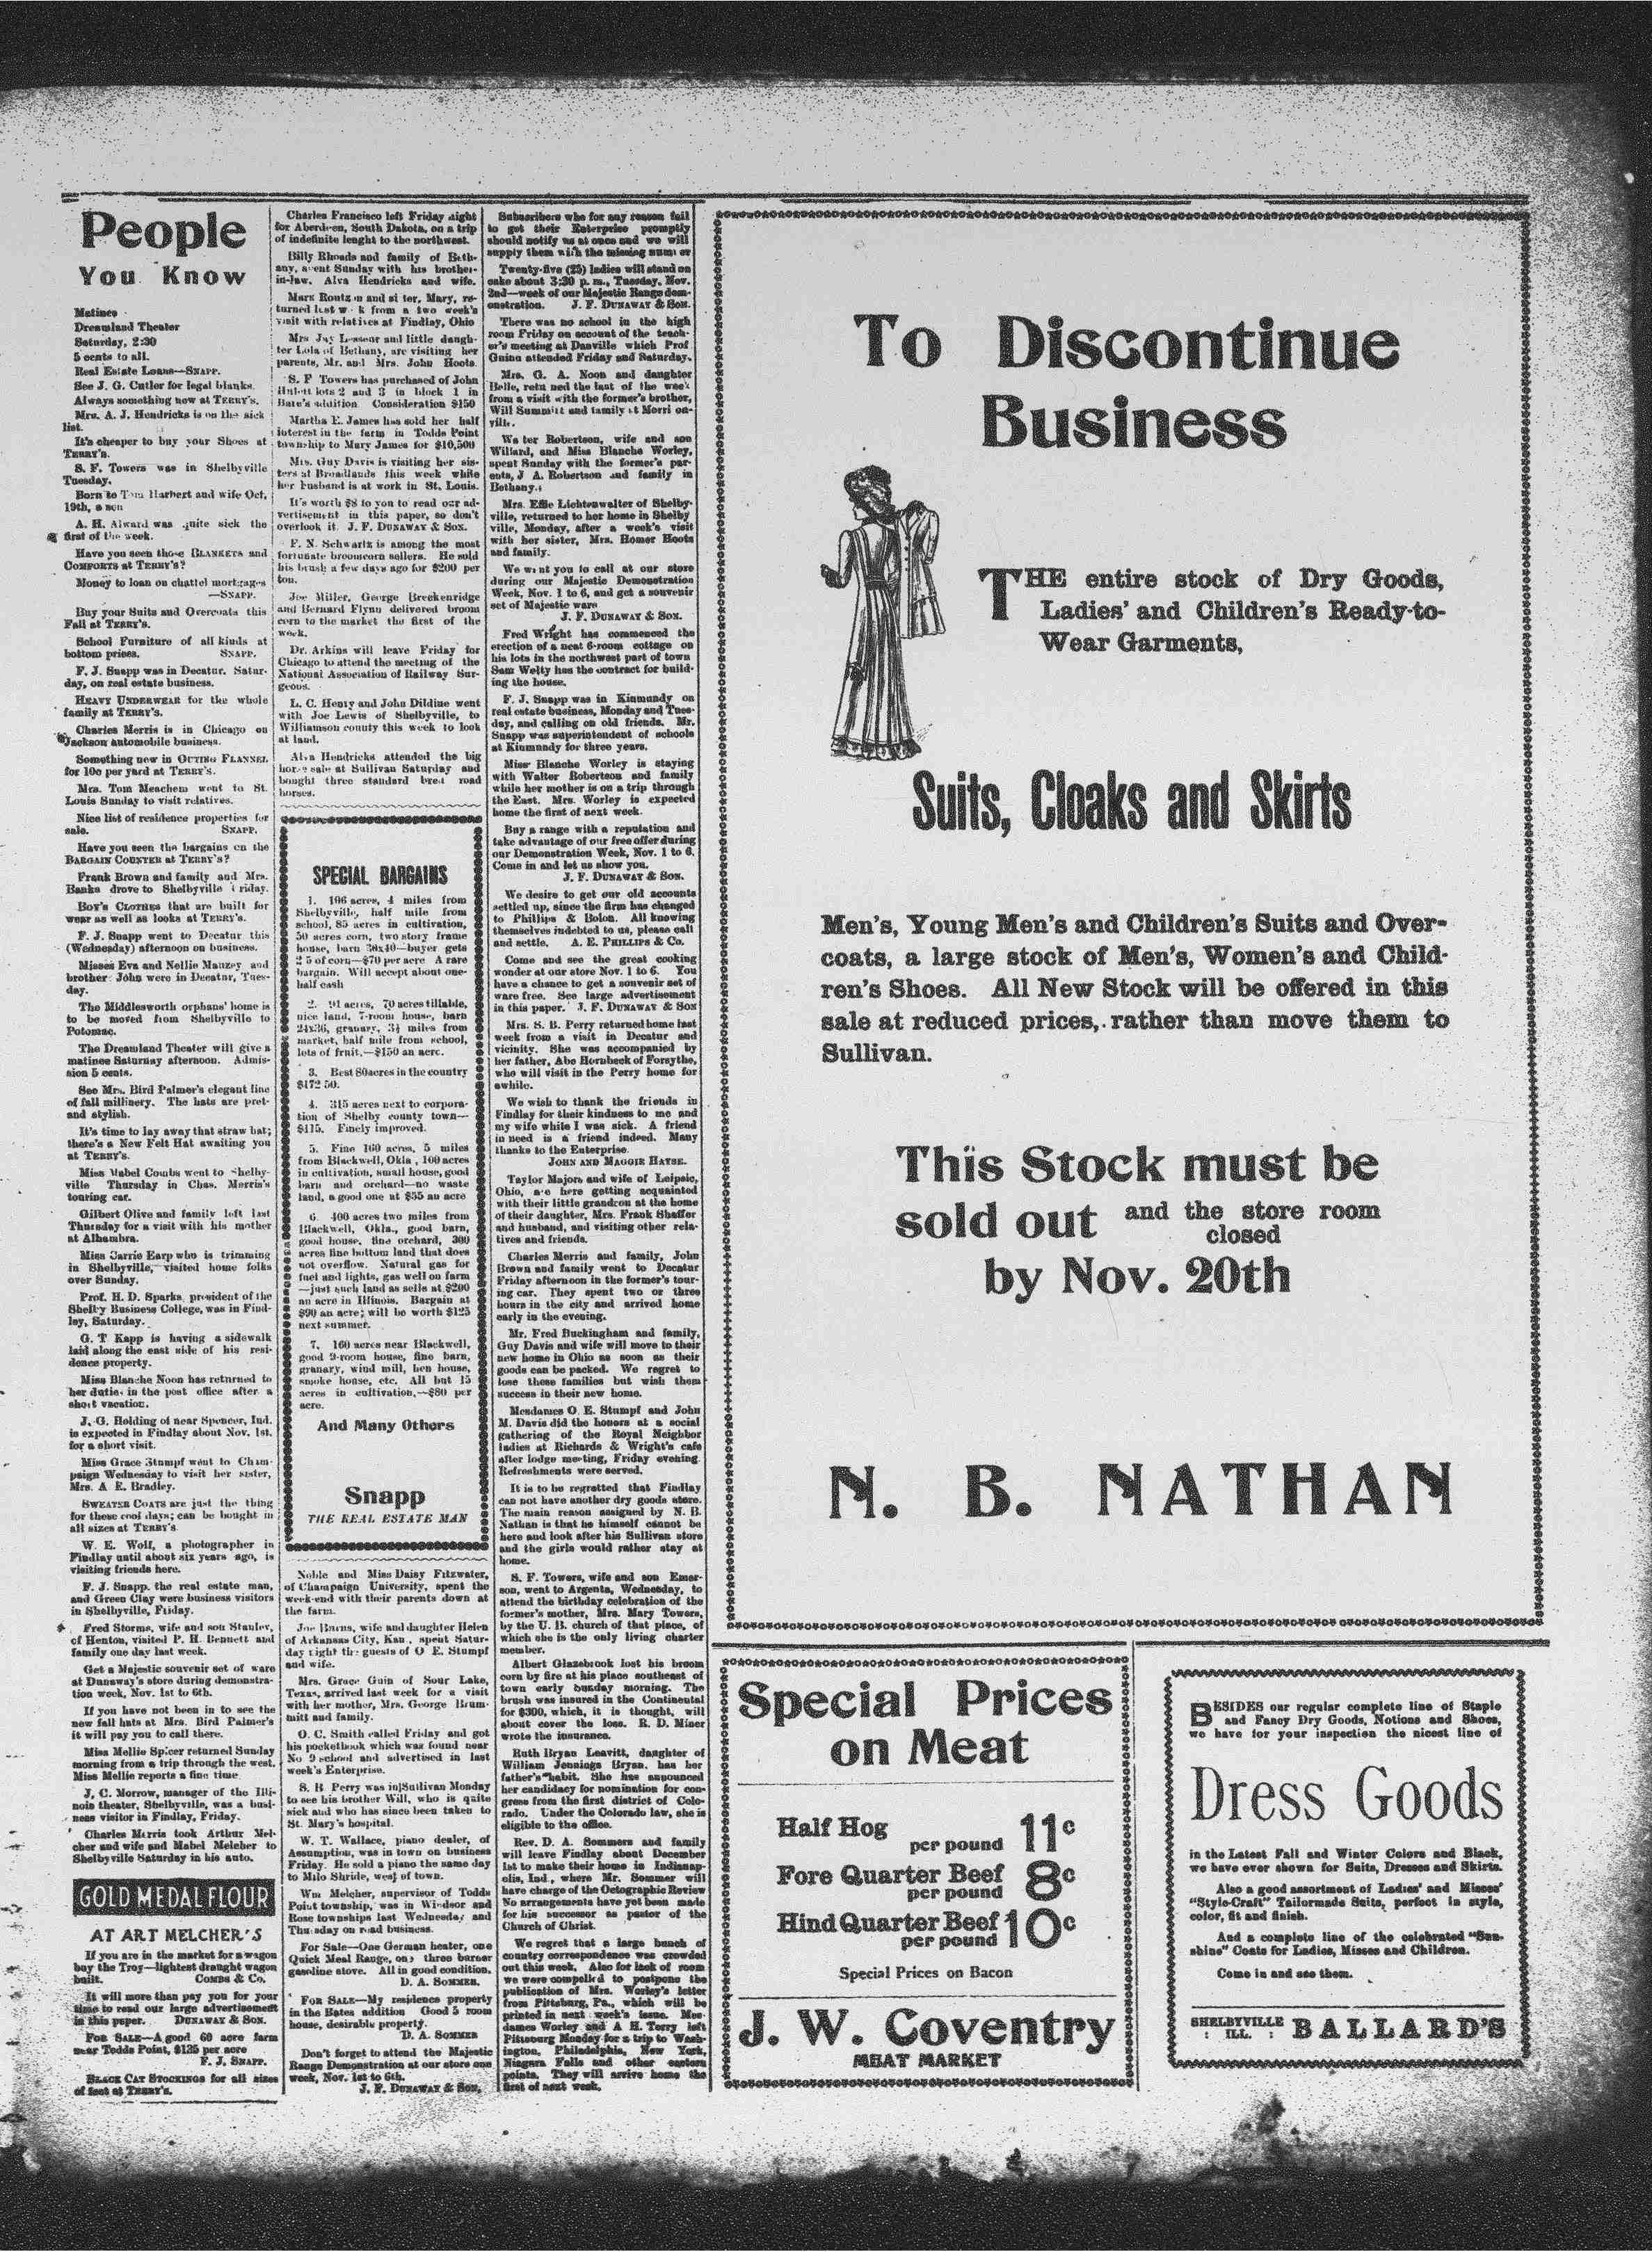 People
You Know
Matinee
Dreamland Theater
Saturday, 2:30
5 cents to all.
Real Estate Loans—SNAPP.
See J. G. Cutler for legal blanks.
Always something new at TERRY'S.
Mrs. A. J. Hendricks is on the sick
list.
It's cheaper to buy your Shoes at
TERRY'S.
S. F. Towers was in Shelbyville
Tuesday.
Born to Tom Harbert and wife Oct.
19th, a son
A. H. Alward was quite sick the
first of the week.
Have you seen those BLANKETS and
COMFORTS at TERRY'S?
Money to loan on chattel mortgages
—SNAPP.
Buy your Suits and Overcoats this
Fall at TERRY'S.
School Furniture of all kinds at
bottom prices. SNAPP.
F. J. Snapp was in Decatur, Satur-
day, on real estate business.
HEAVY UNDERWEAR for the whole
family at TERRY'S.
Charles Merris is in Chicago on
Jackson automobile business.
Something new in OUTING FLANNEL
for 10c per yard at TERRY'S.
Mrs. Tom Meachem went to St.
Louis Sunday to visit relatives.
Nice list of residence properties for
sale. SNAPP.
Have you seen the bargains on the
BARGAIN COUNTER at TERRY'S?
Frank Brown and family and Mrs.
Banks drove to Shelbyville Friday.
BOY'S CLOTHES that are built for
wear as well as looks at TERRY'S.
F. J. Snapp went to Decatur this
(Wednesday) afternoon on business.
Misses Eva and Nellie Mauzey and
brother John were in Decatur, Tues-
day.
The Middlesworth orphans' home is
to be moved from Shelbyville to
Potomac.
The Dreamland Theater will give a
matinee Saturday afternoon. Admis-
sion 5 cents.
See Mrs. Bird Palmer's elegant line
of fall millinery. The hats are pret-
and stylish.
It's time to lay away that straw hat;
there's a New Felt Hat awaiting you
at TERRY'S.
Miss Mabel Combs went to Shelby-
ville Thursday in Chas. Merris's
touring car.
Gilbert Olive and family left last
Thursday for a visit with his mother
at Alhambra.
Miss Carrie Earp who is trimming
in Shelbyville, visited home folks
over Sunday.
Prof. H. D. Sparks, president of the
Shelby Business College, was in Find-
lay, Saturday.
G. T Kapp is having a sidewalk
laid along the east side of his resi-
dence property.
Miss Blanche Noon has returned to
her duties in the post office after a
short vacation.
J. G. Holding of near Spencer, Ind.
is expected in Findlay about Nov. 1st.
for a short visit.
Miss Grace Stumpf went to Cham-
paign Wednesday to visit her sister,
Mrs. A E. Bradley.
SWEATER COATS are just the thing
for these cool days; can be bought in
all sizes at TERRY'S
W. E. Wolf, a photographer in
Findlay until about six years ago, is
visiting friends here.
F. J. Snapp, the real estate man,
and Green Clay were business visitors
in Shelbyville, Friday.
Fred Storms, wife and son Stanley,
of Henton, visited P. H. Bennett and
family one day last week.
Get a Majestic souvenir set of ware
at Dunaway's store during demonstra-
tion week, Nov. 1st to 6th.
If you have not been in to see the
new fall hats at Mrs. Bird Palmer's
it will pay you to call there.
Miss Mellie Spicer returned Sunday
morning from a trip through the west.
Miss Mellie reports a fine time
J. C. Morrow, manager of the Illi-
nois theater, Shelbyville, was a busi-
ness visitor in Findlay, Friday.
Charles Merris took Arthur Mel-
cher and wife and Mabel Melcher to
Shelbyville Saturday in his auto.
GOLD MEDAL FLOUR
AT ART MELCHER'S
If you are in the market for a wagon
buy the Troy—lightest draught wagon
built. COMBS & CO.
It will more than pay you for your
time to read our large advertisement
in this paper. DUNAWAY & SON.
FOR SALE—A good 60 acre farm
near Todds Point, $125 per acre
F. J. SNAPP.
BLACK CAT STOCKINGS for all sizes
of feet at TERRY'S.
Charles Francisco left Friday night
for Aberdeen, South Dakota, on a trip
of indefinite lenght to the northwest.
Billy Rhoads and family of Beth-
any, spent Sunday with his brother-
in-law, Alva Hendricks and wife.
Mark Routzon and sister, Mary, re-
turned last week from a two week's
visit with relatives at Findlay, Ohio
Mrs Jay and little daugh-
ter Lola of Bethany, are visiting her
parents, Mr. and Mrs. John Hoots.
S. F Towers has purchased of John
Hulett lots 2 and 3 in block 1 in
Bate's addition Consideration $150
Martha E. James has sold her half
interest in the farm in Todds Point
township to Mary James for $10,500
Mrs. Guy Davis is visiting her sis-
ters at Broadlands this week while
her husband is at work in St. Louis.
It's worth $8 to you to read our ad-
vertisement in this paper, so don't
overlook it. J. F. DUNAWAY & SON.
F. N. Schwartz is among the most
fortunate broomcorn sellers. He sold
his brush a few days ago for $200 per
ton.
Joe Miller, George Breckenridge
and Bernard Flynn delivered broom
corn to the market the first of the
week.
Dr. Arkins will leave Friday for
Chicago to attend the meeting of the
National Association of Railway Sur-
geons.
L. C. Henry and John Dildine went
with Joe Lewis of Shelbyville, to
Williamson county this week to look
at land.
Alva Hendricks attended the big
horse sale at Sullivan Saturday and
bought three standard bred road
horses.
SPECIAL BARGAINS
1. 106 acres, 4 miles from
Shelbyville, half mile from
school, 85 acres in cultivation,
50 acres corn, two story frame
house, barn 30x40—buyer gets
2 5 of corn—$70 per acre A rare
bargain. Will accept about one-
half cash
2. 91 acres, 70 acres tillable,
nice land, 7-room house, barn
24x36, granary, 3½ miles from
market, half mile from school,
lots of fruit,—$150 an acre.
3. Best 80 acres in the country
$172 50.
4. 315 acres next to corpora-
tion of Shelby county town—
$115. Finely improved.
5. Fine 160 acres, 5 miles
from Blackwell, Okla , 100 acres
in cultivation, small house, good
barn and orchard—no waste
land, a good one at $55 an acre
6. 400 acres two miles from
Blackwell, Okla., good barn,
good house, fine orchard, 300
acres fine bottom land that does
not overflow. Natural gas for
fuel and lights, gas well on farm
—just such land as sells at $200
an acre in Illinois. Bargain at
$90 an acre; will be worth $125
next summer.
7. 160 acres near Blackwell,
good 9-room house, fine barn,
granary, wind mill, hen house,
smoke house, etc. All but 15
acres in cultivation,—$80 per
acre.
And Many Others
Snapp
THE REAL ESTATE MAN
Noble and Miss Daisy Fitzwater,
of Champaign University, spent the
week-end with their parents down at
the farm.
Joe Burns, wife and daughter Helen
of Arkansas City, Kan., spent Satur-
day night the guests of O E. Stumpf
and wife.
Mrs. Grace Guin of Sour Lake,
Texas, arrived last week for a visit
with her mother, Mrs. George Brum-
mitt and family.
O. C. Smith called Friday and got
his pocketbook which was found near
No 9 school and advertised in last
week's Enterprise.
S. B. Perry was in Sullivan Monday
to see his brother Will, who is quite
sick and who has since been taken to
St. Mary's hospital.
W. T. Wallace, piano dealer, of
Assumption, was in town on business
Friday. He sold a piano the same day
to Milo Shride, west of town.
Wm Melcher, supervisor of Todds
Point township, was in Windsor and
Rose townships last Wednesday and
Thursday on road business.
For Sale—One German heater, one
Quick Meal Range, one three burner
gasoline stove. All in good condition.
D. A. SOMMER.
FOR SALE—My residence property
in the Bates addition Good 5 room
house, desirable property.
D. A. SOMMER
Don't forget to attend the Majestic
Range Demonstration at our store one
week, Nov. 1st to 6th.
J. F. DUNAWAY & SON,
Subscribers who for any reason fail
to get their Enterprise promptly
should notify us at once and we will
supply them with the missing number
Twenty-five (25) ladies will stand on
cake about 3:30 p. m., Tuesday, Nov.
2nd—week of our Majestic Range dem-
onstration. J. F. DUNAWAY & SON.
There was no school in the high
room Friday on account of the teach-
er's meeting at Danville which Prof
Guinn attended Friday and Saturday.
Mrs. G. A. Noon and daughter
Belle, returned the last of the week
from a visit with the former's brother,
Will Summitt and family at Morrison-
ville.
Walter Robertson, wife and son
Willard, and Miss Blanche Worley,
spent Sunday with the former's par-
ents, J A. Robertson and family in
Bethany.
Mrs. Effie Lichtenwalter of Shelby-
ville, returned to her home in Shelby
ville, Monday, after a week's visit
with her sister, Mrs. Homer Hoots
and family.
We want you to call at our store
during our Majestic Demonstration
Week, Nov. 1 to 6, and get a souvenir
set of Majestic ware
J. F. DUNAWAY & SON.
Fred Wright has commenced the
erection of a neat 6-room cottage on
his lots in the northwest part of town
Sam Welty has the contract for build-
ing the house.
F. J. Snapp was in Kinmundy on
real estate business, Monday and Tues-
day, and calling on old friends. Mr.
Snapp was superintendent of schools
at Kinmundy for three years.
Miss Blanche Worley is staying
with Walter Robertson and family
while her mother is on a trip through
the East. Mrs. Worley is expected
home the first of next week.
Buy a range with a reputation and
take advantage of our free offer during
our Demonstration Week, Nov. 1 to 6.
Come in and let us show you.
J. F. DUNAWAY & SON.
We desire to get our old accounts
settled up, since the firm has changed
to Phillips & Bolon. All knowing
themselves indebted to us, please call
and settle. A. E. PHILLIPS & CO.
Come and see the great cooking
wonder at our store Nov. 1 to 6. You
have a chance to get a souvenir set of
ware free. See large advertisement
in this paper. J. F. DUNAWAY & SON
Mrs. S. B. Perry returned home last
week from a visit in Decatur and
vicinity. She was accompanied by
her father, Abe Hornbeck of Forsythe,
who will visit in the Perry home for
awhile.
We wish to thank the friends in
Findlay for their kindness to me and
my wife while I was sick. A friend
in need is a friend indeed. Many
thanks to the Enterprise.
JOHN AND MAGGIE HAYSE.
Taylor Majors and wife of Leipsic,
Ohio, are here getting acquainted
with their little grandson at the home
of their daughter, Mrs. Frank Shaffer
and husband, and visiting other rela-
tives and friends.
Charles Merris and family, John
Brown and family went to Decatur
Friday afternoon in the former's tour-
ing car. They spent two or three
hours in the city and arrived home
early in the evening.
Mr. Fred Buckingham and family,
Guy Davis and wife will move to their
new home in Ohio as soon as their
goods can be packed. We regret to
lose these families but wish them
success in their new home.
Mesdames O. E. Stumpf and John
M. Davis did the honors at a social
gathering of the Royal Neighbor
ladies at Richards & Wright's cafe
after lodge meeting, Friday evening.
Refreshments were served.
It is to be regretted that Findlay
can not have another dry goods store.
The main reason assigned by N. B.
Nathan is that he himself cannot be
here and look after his Sullivan store
and the girls would rather stay at
home.
S. F. Towers, wife and son Emer-
son, went to Argenta, Wednesday, to
attend the birthday celebration of the
former's mother, Mrs. Mary Towers,
by the U. B. church of that place, of
which she is the only living charter
member.
Albert Glazebrook lost his broom
corn by fire at his place southeast of
town early Sunday morning. The
brush was insured in the Continental
for $300, which, it is thought, will
about cover the loss. R. D. Miner
wrote the insurance.
Ruth Bryan Leavitt, daughter of
William Jennings Bryan, has her
father's habit. She has announced
her candidacy for nomination for con-
gress from the first district of Colo-
rado. Under the Colorado law, she is
eligible to the office.
Rev. D. A. Sommers and family
will leave Findlay about December
1st to make their home in Indianap-
olis, Ind., where Mr. Sommer will
have charge of the Octographic Review
No arrangements have yet been made
for his successor as pastor of the
Church of Christ.
We regret that a large bunch of
country correspondence was crowded
out this week. Also for lack of room
we were compelled to postpone the
publication of Mrs. Worley's letter
from Pittsburg, Pa., which will be
printed in next week's issue. Mes-
dames Worley and A H. Terry left
Pittsburg Monday for a trip to Wash-
ington, Philadelphia, New York,
Niagara Falls and other eastern
points. They will arrive home the
first of next week.
To Discontinue
Business
THE entire stock of Dry Goods,
Ladies' and Children's Ready-to-
Wear Garments,
Suits, Cloaks and Skirts
Men's, Young Men's and Children's Suits and Over-
coats, a large stock of Men's, Women's and Child-
ren's Shoes. All New Stock will be offered in this
sale at reduced prices, rather than move them to
Sullivan.
This Stock must be
sold out and the store room
closed
by Nov. 20th
N. B. NATHAN
Special Prices
on Meat
Half Hog per pound 11c
Fore Quarter Beef per pound 8c
Hind Quarter Beef per pound 10c
Special Prices on Bacon
J. W. Coventry
MEAT MARKET
BESIDES our regular complete line of Staple
and Fancy Dry Goods, Notions and Shoes,
we have for your inspection the nicest line of
Dress Goods
in the Latest Fall and Winter Colors and Black,
we have ever shown for Suits, Dresses and Skirts.
Also a good assortment of Ladies' and Misses'
"Style-Craft" Tailormade Suits, perfect in style,
color, fit and finish.
And a complete line of the celebrated "Sun-
shine" Coats for Ladies, Misses and Children.
Come in and see them.
SHELBYVILLE
: ILL. : BALLARD'S